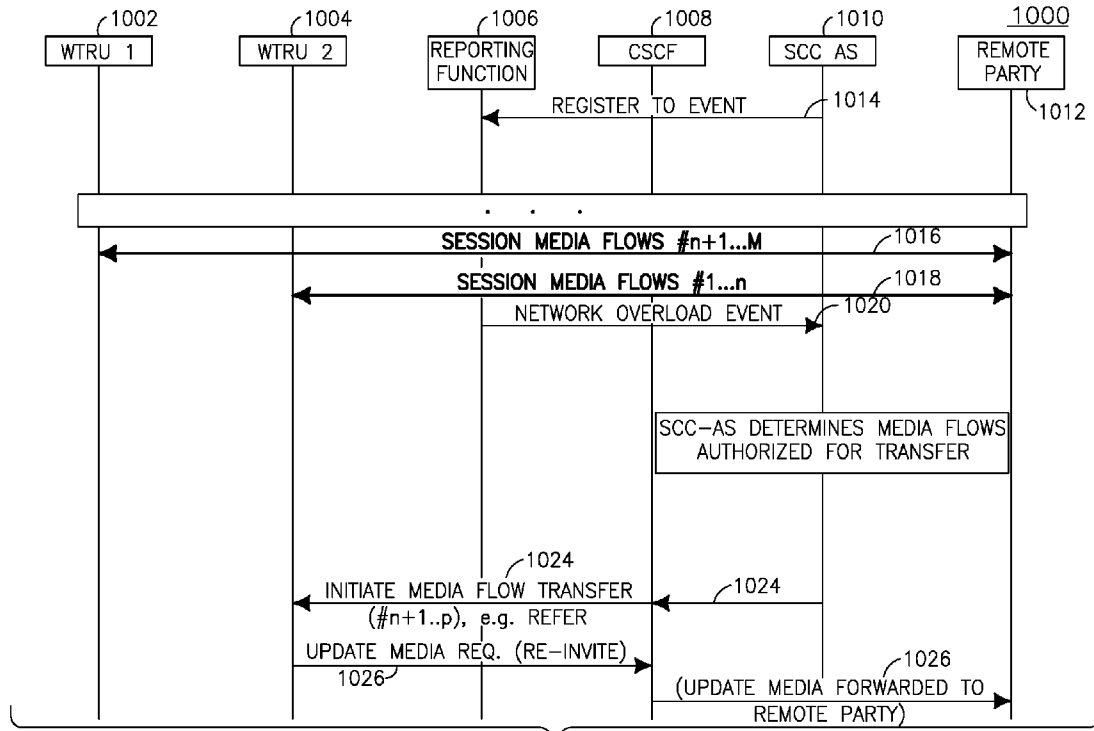 1000
1002
1004
1006
1008
1010
WTRU 1
WTRU 2
REPORTING
FUNCTION
CSCF
SCC AS
REMOTE
PARTY
1012
REGISTER TO EVENT
1014
. . .
SESSION MEDIA FLOWS #n+1...M
1016
SESSION MEDIA FLOWS #1...n
1018
NETWORK OVERLOAD EVENT
1020
SCC-AS DETERMINES MEDIA FLOWS
AUTHORIZED FOR TRANSFER
1024
INITIATE MEDIA FLOW TRANSFER
(#n+1..p), e.g. REFER
1024
UPDATE MEDIA REQ. (RE-INVITE)
1026
1026
(UPDATE MEDIA FORWARDED TO
REMOTE PARTY)